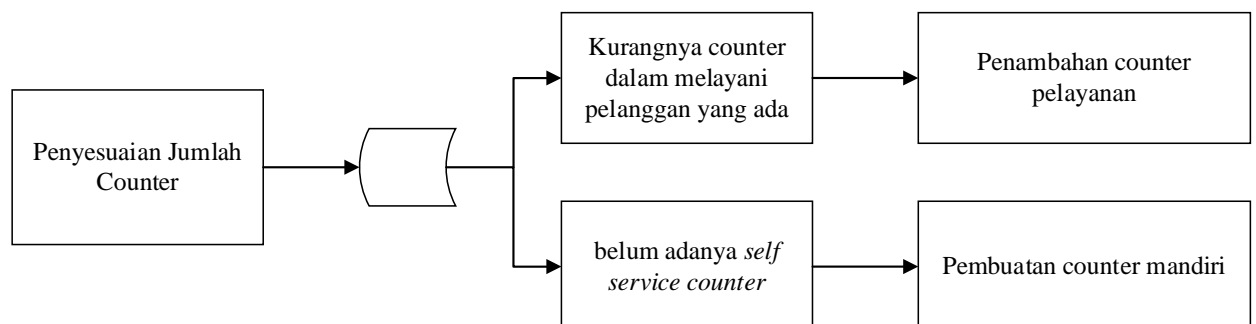 Penyesuaian Jumlah
Counter
Kurangnya counter
dalam melayani
pelanggan yang ada
Penambahan counter
pelayanan
belum adanya self
service counter
Pembuatan counter mandiri